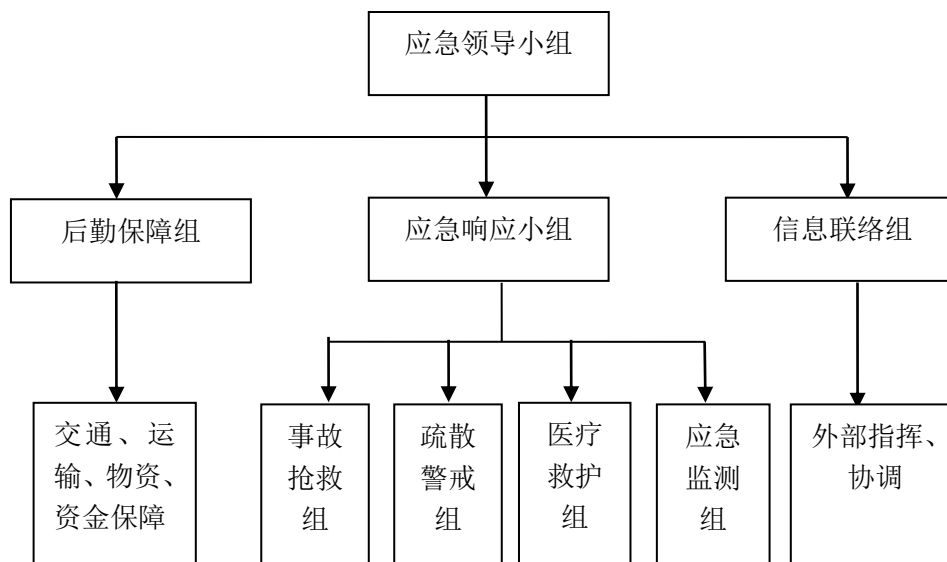 应急领导小组
后勤保障组
应急响应小组
信息联络组
交通、运
输、物资、
资金保障
事故
抢救
组
疏散
警戒
组
医疗
救护
组
应急
监测
组
外部指挥、
协调